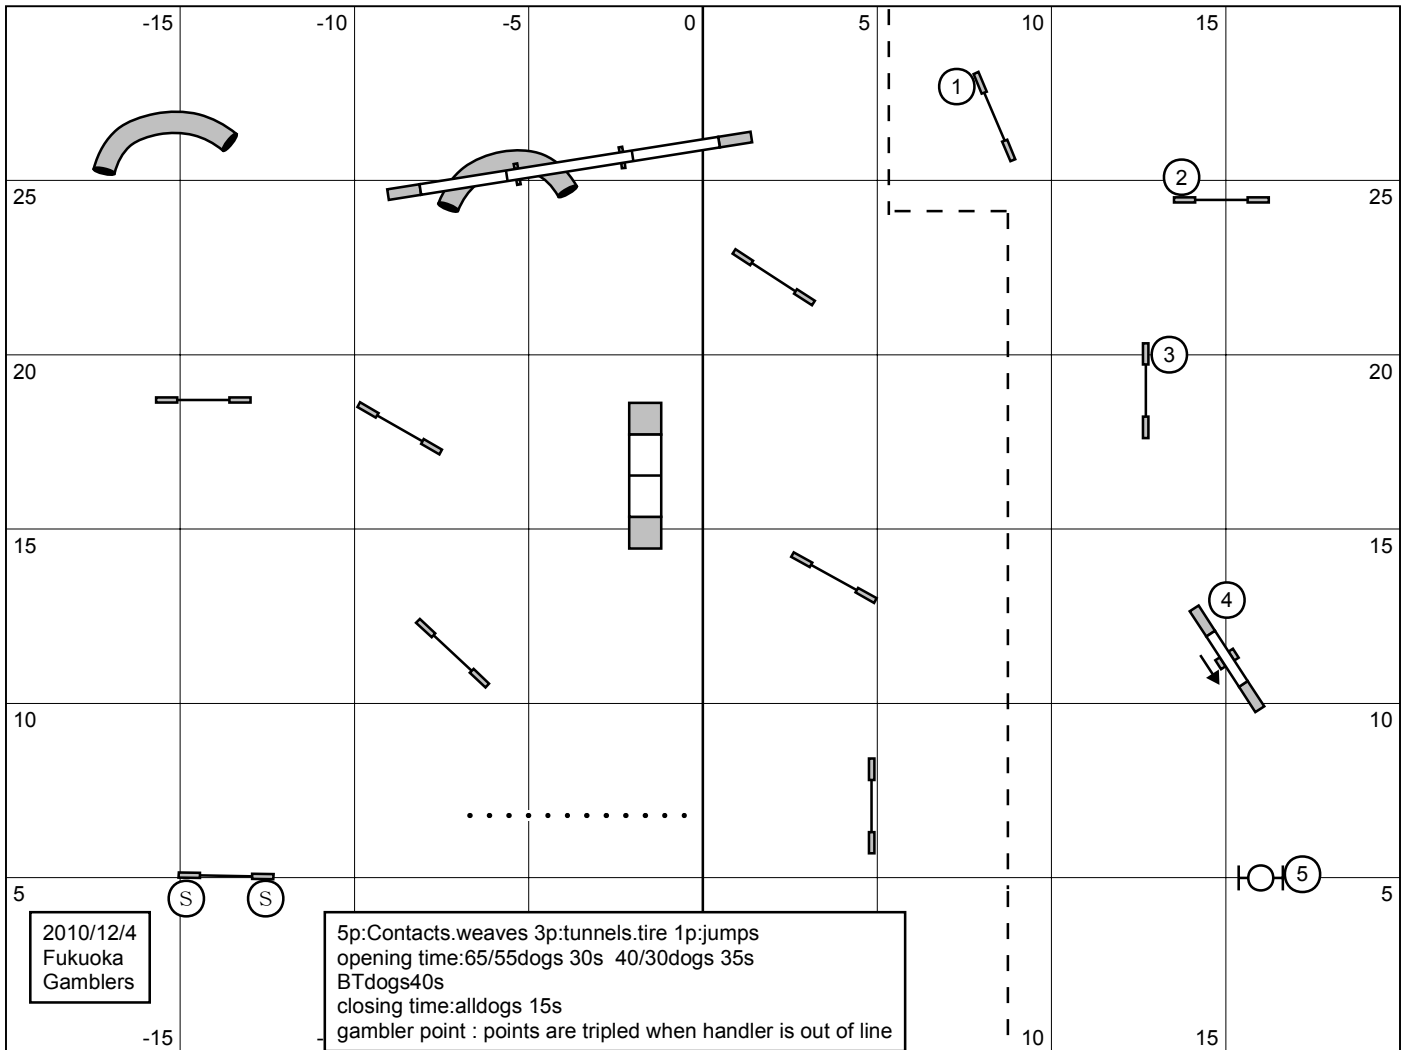 -15 -10 -5 0 5 10 15
1
2
25 25
3
20 20
15 15
4
10 10
5
5 5
S S
2010/12/4
Fukuoka
Gamblers
5p:Contacts.weaves 3p:tunnels.tire 1p:jumps
opening time:65/55dogs 30s 40/30dogs 35s
BTdogs40s
closing time:alldogs 15s
gambler point : points are tripled when handler is out of line
-15 - 10 15